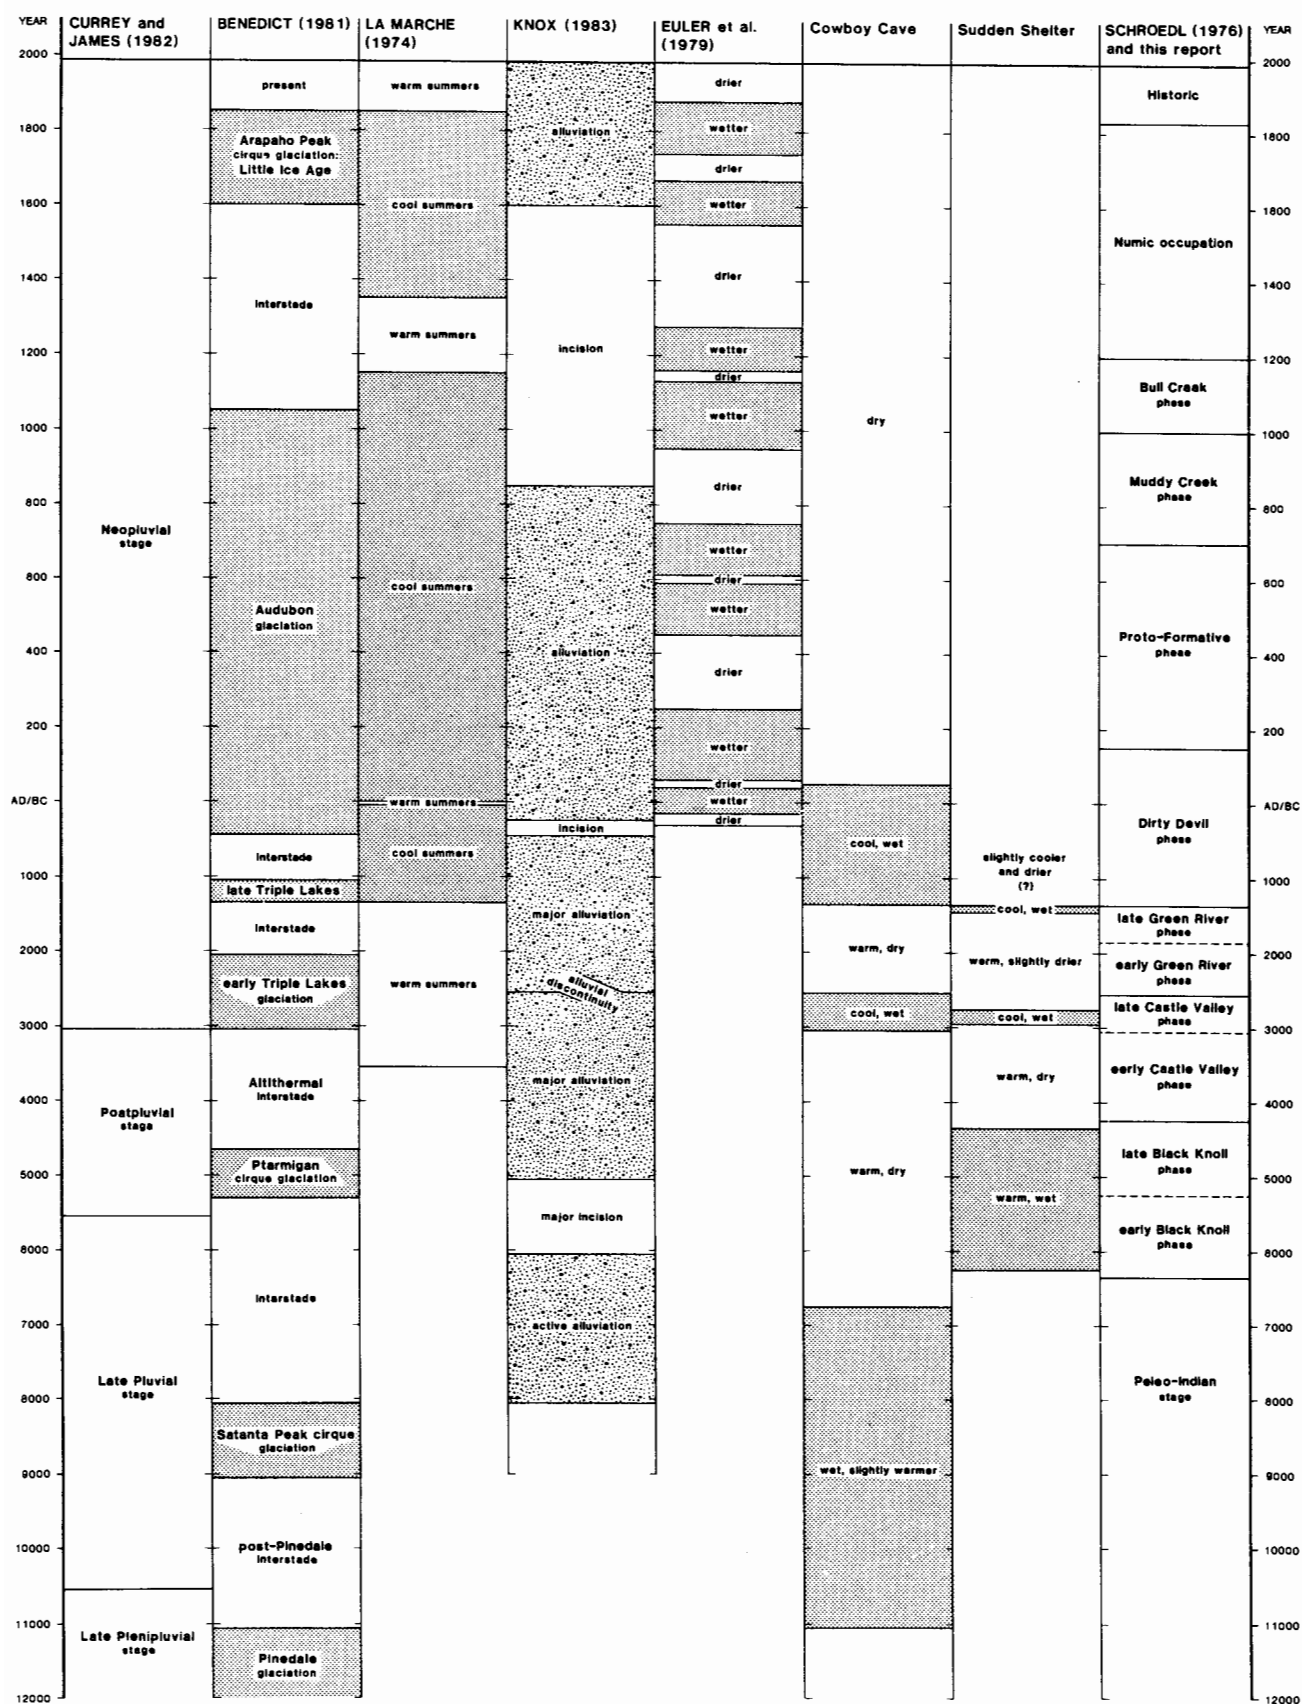 YEAR
2000
1800
1600
1400
1200
1000
800
800
400
200
AD/BC
1000
2000
3000
4000
5000
8000
7000
8000
9000
10000
11000
12000
CURREY and
JAMES (1982)
Neopluvial
stage
Postpluvial
stage
Late Pluvial
stage
Late Plenipluvial
stage
BENEDICT (1981)
present
Arapaho Peak
cirque glaciation:
Little Ice Age
Interstade
Audubon
glaciation
Interstade
late Triple Lakes
Interstade
early Triple Lakes
glaciation
Altithermal
Interstade
Ptarmigan
cirque glaciation
Interstade
Satanta Peak cirque
glaciation
post-Pinedale
Interstade
Pinedale
glaciation
LA MARCHE
(1974)
warm summers
cool summers
warm summers
cool summers
warm summers
cool summers
warm summers
KNOX (1983)
alluviation
incision
alluviation
incision
major alluviation
alluvial
discontinuity
major alluviation
major incision
active alluviation
EULER et al.
(1979)
drier
wetter
drier
wetter
drier
wetter
drier
wetter
drier
wetter
drier
wetter
drier
wetter
drier
wetter
drier
Cowboy Cave
dry
cool, wet
warm, dry
cool, wet
warm, dry
wet, slightly warmer
Sudden Shelter
slightly cooler
and drier
(?)
cool, wet
warm, slightly drier
cool, wet
warm, dry
warm, wet
SCHROEDL (1976)
and this report
Historic
Numic occupation
Bull Creek
phase
Muddy Creek
phase
Proto-Formative
phase
Dirty Devil
phase
late Green River
phase
early Green River
phase
late Castle Valley
phase
early Castle Valley
phase
late Black Knoll
phase
early Black Knoll
phase
Paleo-Indian
stage
YEAR
2000
1800
1800
1400
1200
1000
800
600
400
200
AD/BC
1000
2000
3000
4000
5000
8000
7000
8000
9000
10000
11000
12000